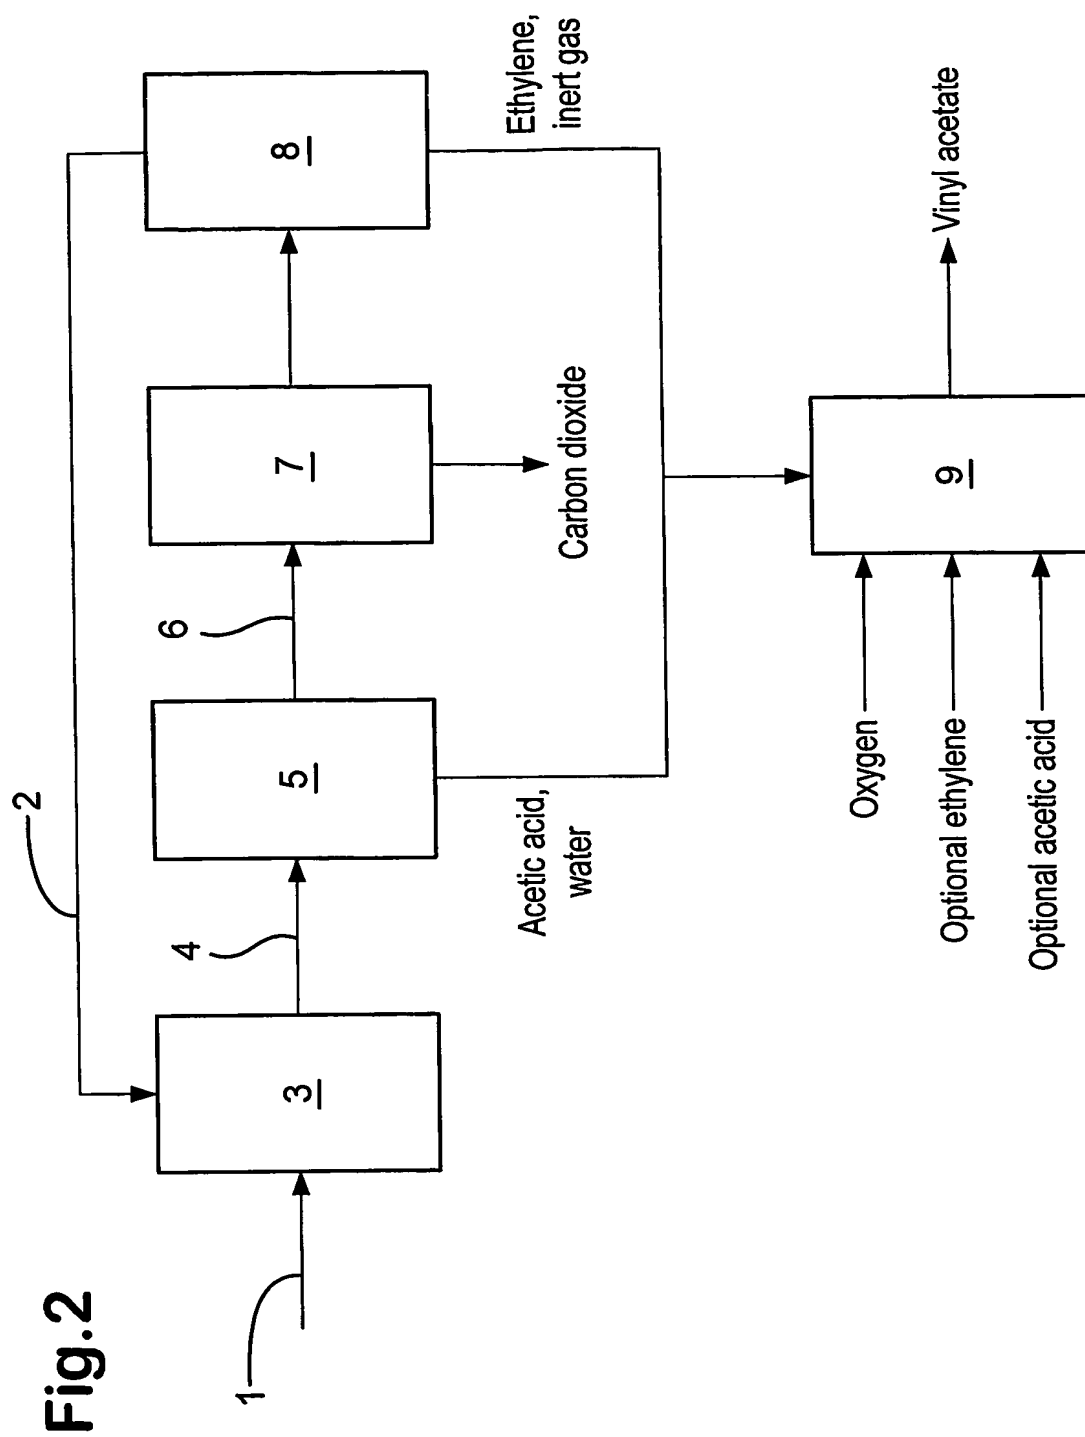 Fig.2
1
2
3
4
5
6
7
8
Ethylene,
inert gas
Acetic acid,
water
Carbon dioxide
Oxygen
Optional ethylene
Optional acetic acid
9
Vinyl acetate